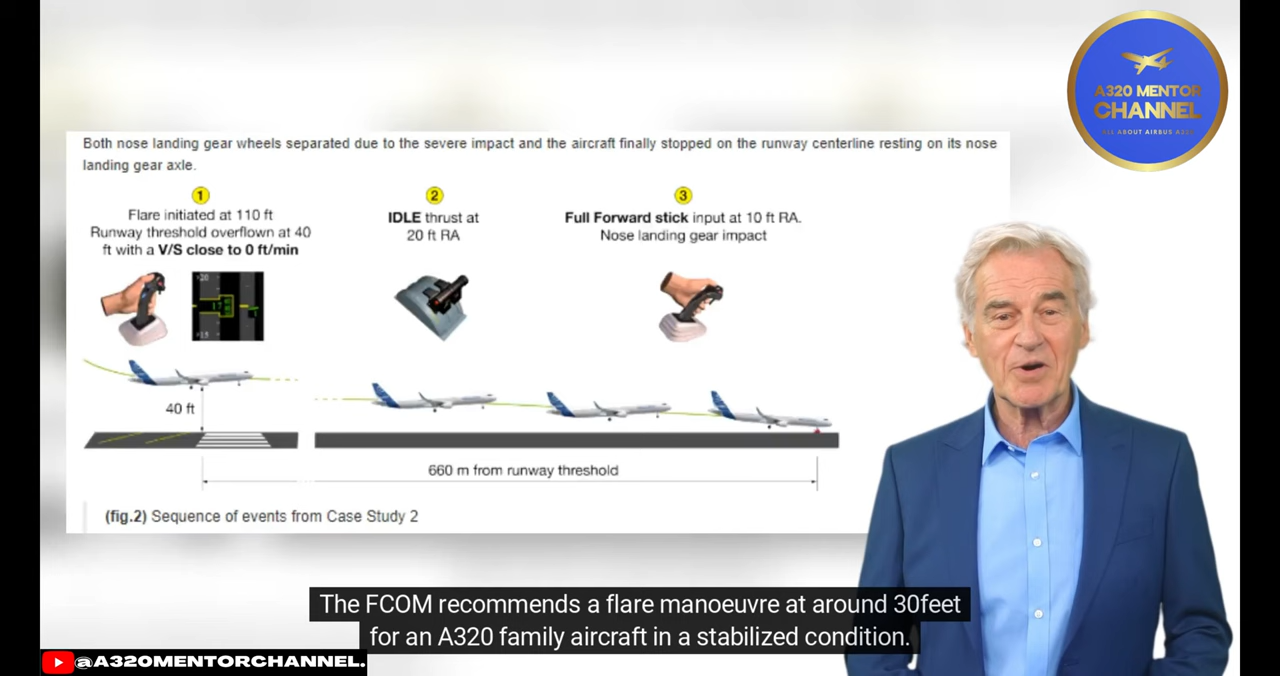 A320 MENTOR
CHANNEL
ALL ABOUT AIRBUS A320
Both nose landing gear wheels separated due to the severe impact and the aircraft finally stopped on the runway centerline resting on its nose
landing gear axle.
1
Flare initiated at 110 ft
Runway threshold overflown at 40
ft with a V/S close to 0 ft/min
2
IDLE thrust at
20 ft RA
3
Full Forward stick input at 10 ft RA.
Nose landing gear impact
40 ft
660 m from runway threshold
(fig.2) Sequence of events from Case Study 2
The FCOM recommends a flare manoeuvre at around 30feet
for an A320 family aircraft in a stabilized condition.
@A320MENTORCHANNEL.